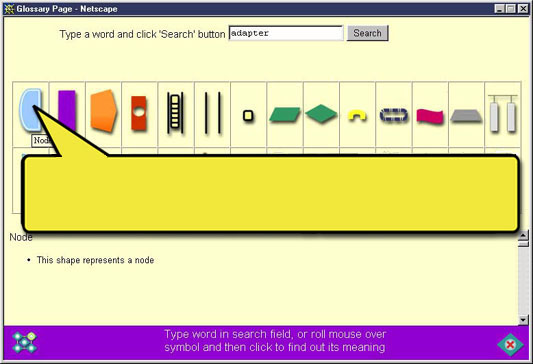 Glossary Page - Netscape
Type a word and click 'Search' button adapter Search
Node
Node
This shape represents a node
Type word in search field, or roll mouse over
symbol and then click to find out its meaning